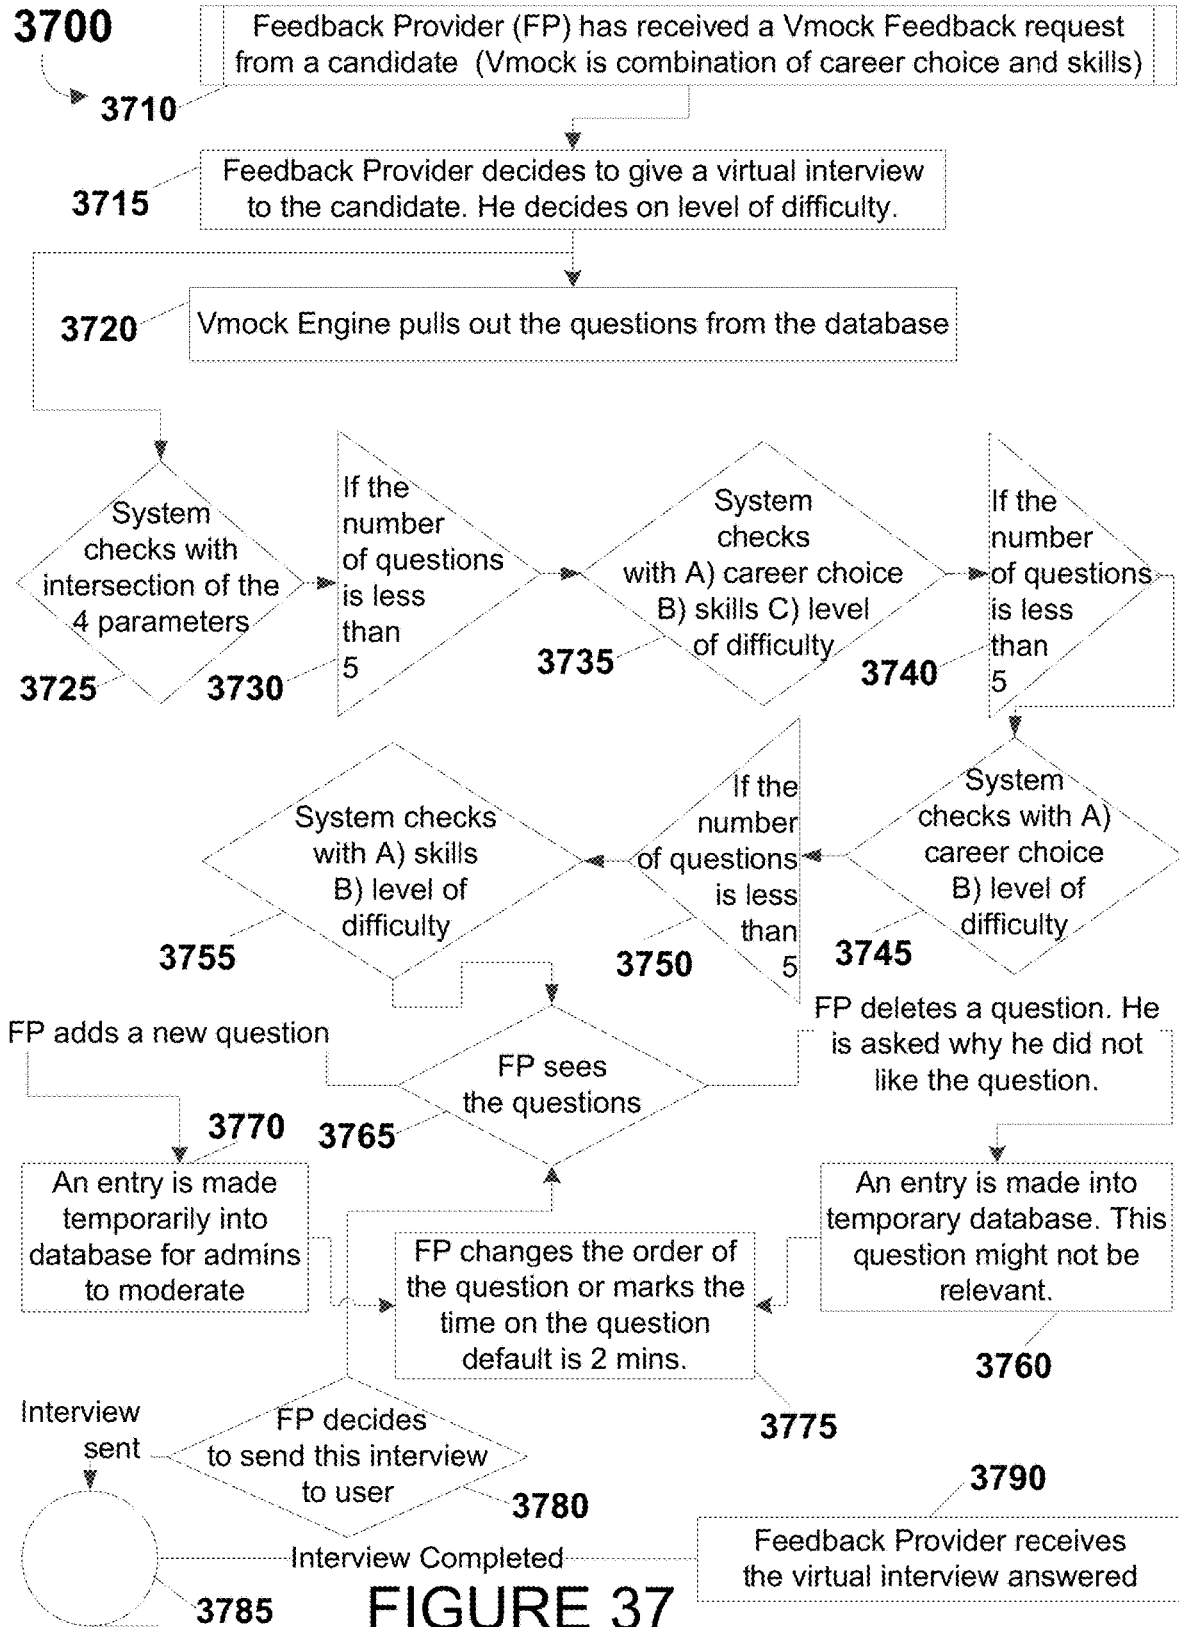 3700
Feedback Provider (FP) has received a Vmock Feedback request
from a candidate (Vmock is combination of career choice and skills)
3710
Feedback Provider decides to give a virtual interview
to the candidate. He decides on level of difficulty.
3715
Vmock Engine pulls out the questions from the database
3720
System
checks with
intersection of the
4 parameters
3725
If the
number
of questions
is less
than
5
3730
System
checks
with A) career choice
B) skills C) level
of difficulty
3735
If the
number
of questions
is less
than
5
3740
System
checks with A)
career choice
B) level of
difficulty
3745
If the
number
of questions
is less
than
5
3750
System checks
with A) skills
B) level of
difficulty
3755
FP adds a new question
FP sees
the questions
3765
FP deletes a question. He
is asked why he did not
like the question.
3770
An entry is made
temporarily into
database for admins
to moderate
FP changes the order of
the question or marks the
time on the question
default is 2 mins.
3775
An entry is made into
temporary database. This
question might not be
relevant.
3760
Interview
sent
FP decides
to send this interview
to user
3780
3790
Interview Completed
Feedback Provider receives
the virtual interview answered
3785
FIGURE 37